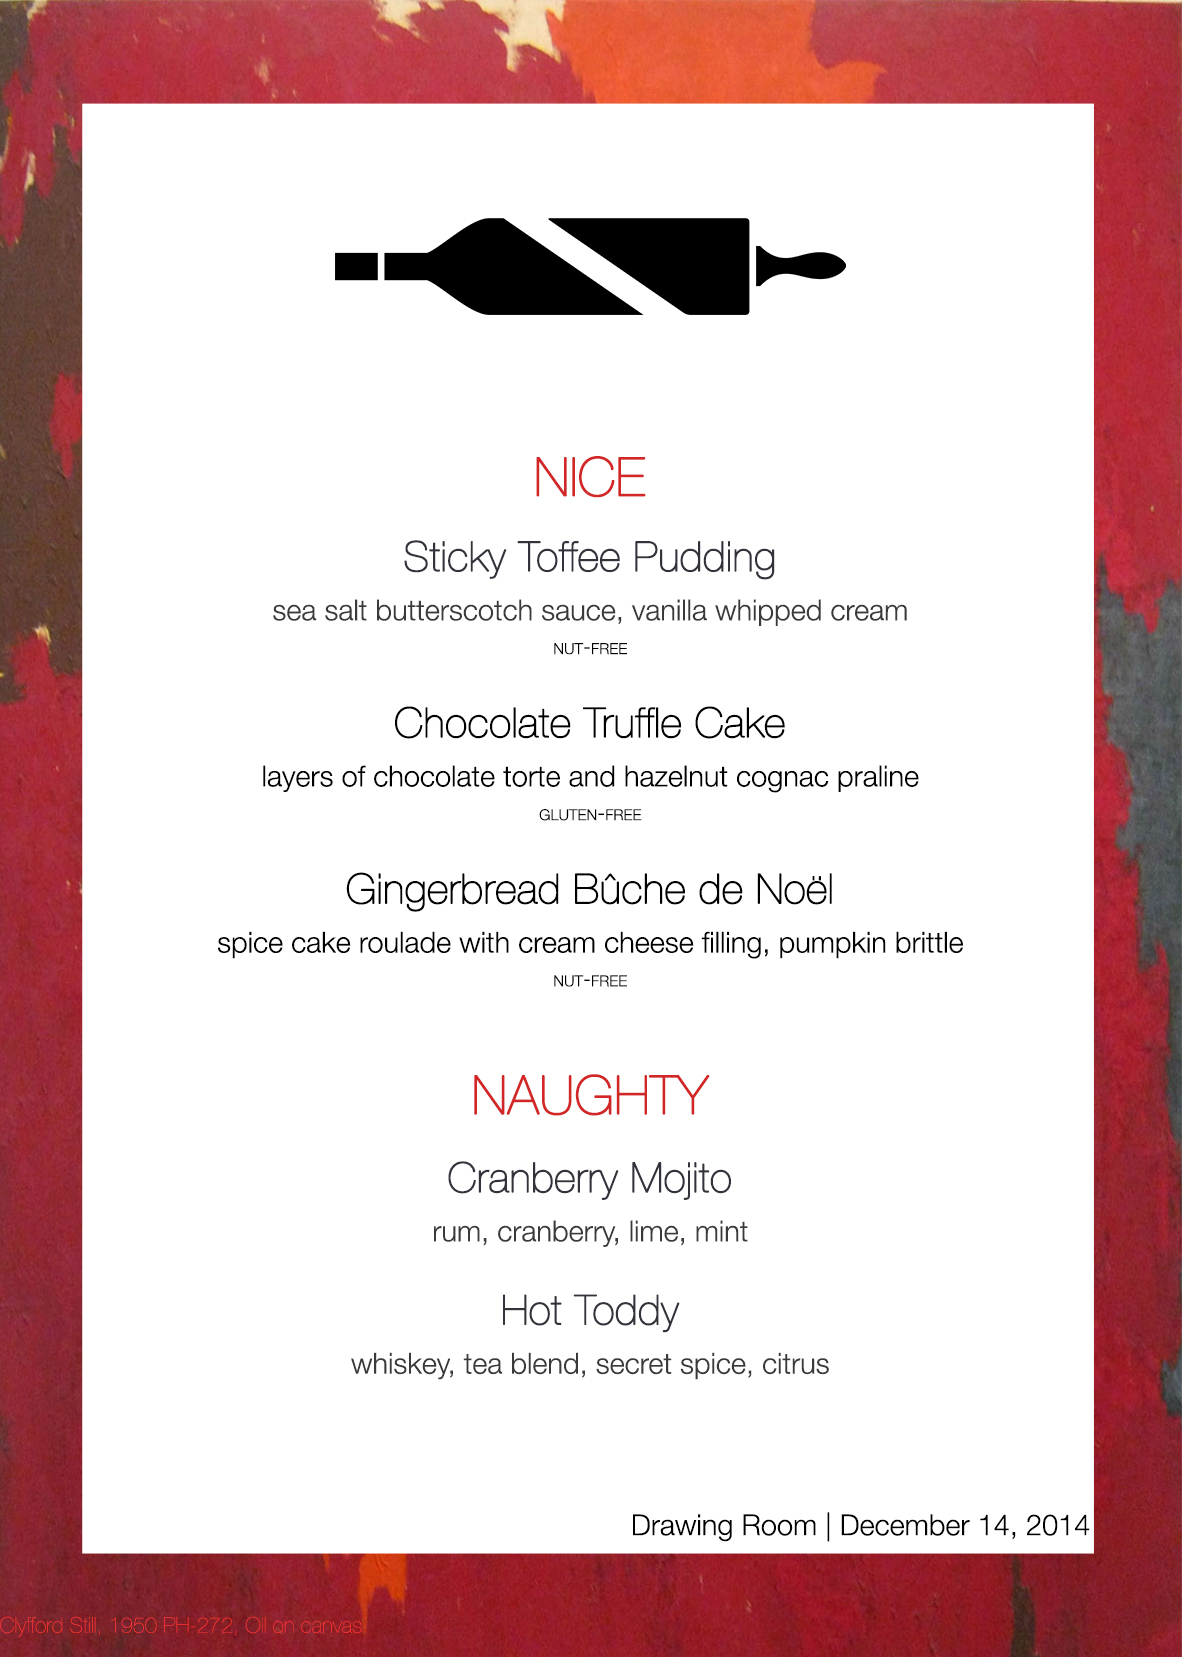 NICE
Sticky Toffee Pudding
sea salt butterscotch sauce, vanilla whipped cream
NUT-FREE
Chocolate Truffle Cake
layers of chocolate torte and hazelnut cognac praline
GLUTEN-FREE
Gingerbread Bûche de Noël
spice cake roulade with cream cheese filling, pumpkin brittle
NUT-FREE
NAUGHTY
Cranberry Mojito
rum, cranberry, lime, mint
Hot Toddy
whiskey, tea blend, secret spice, citrus
Drawing Room | December 14, 2014
Clyfford Still, 1950 PH-272, Oil on canvas